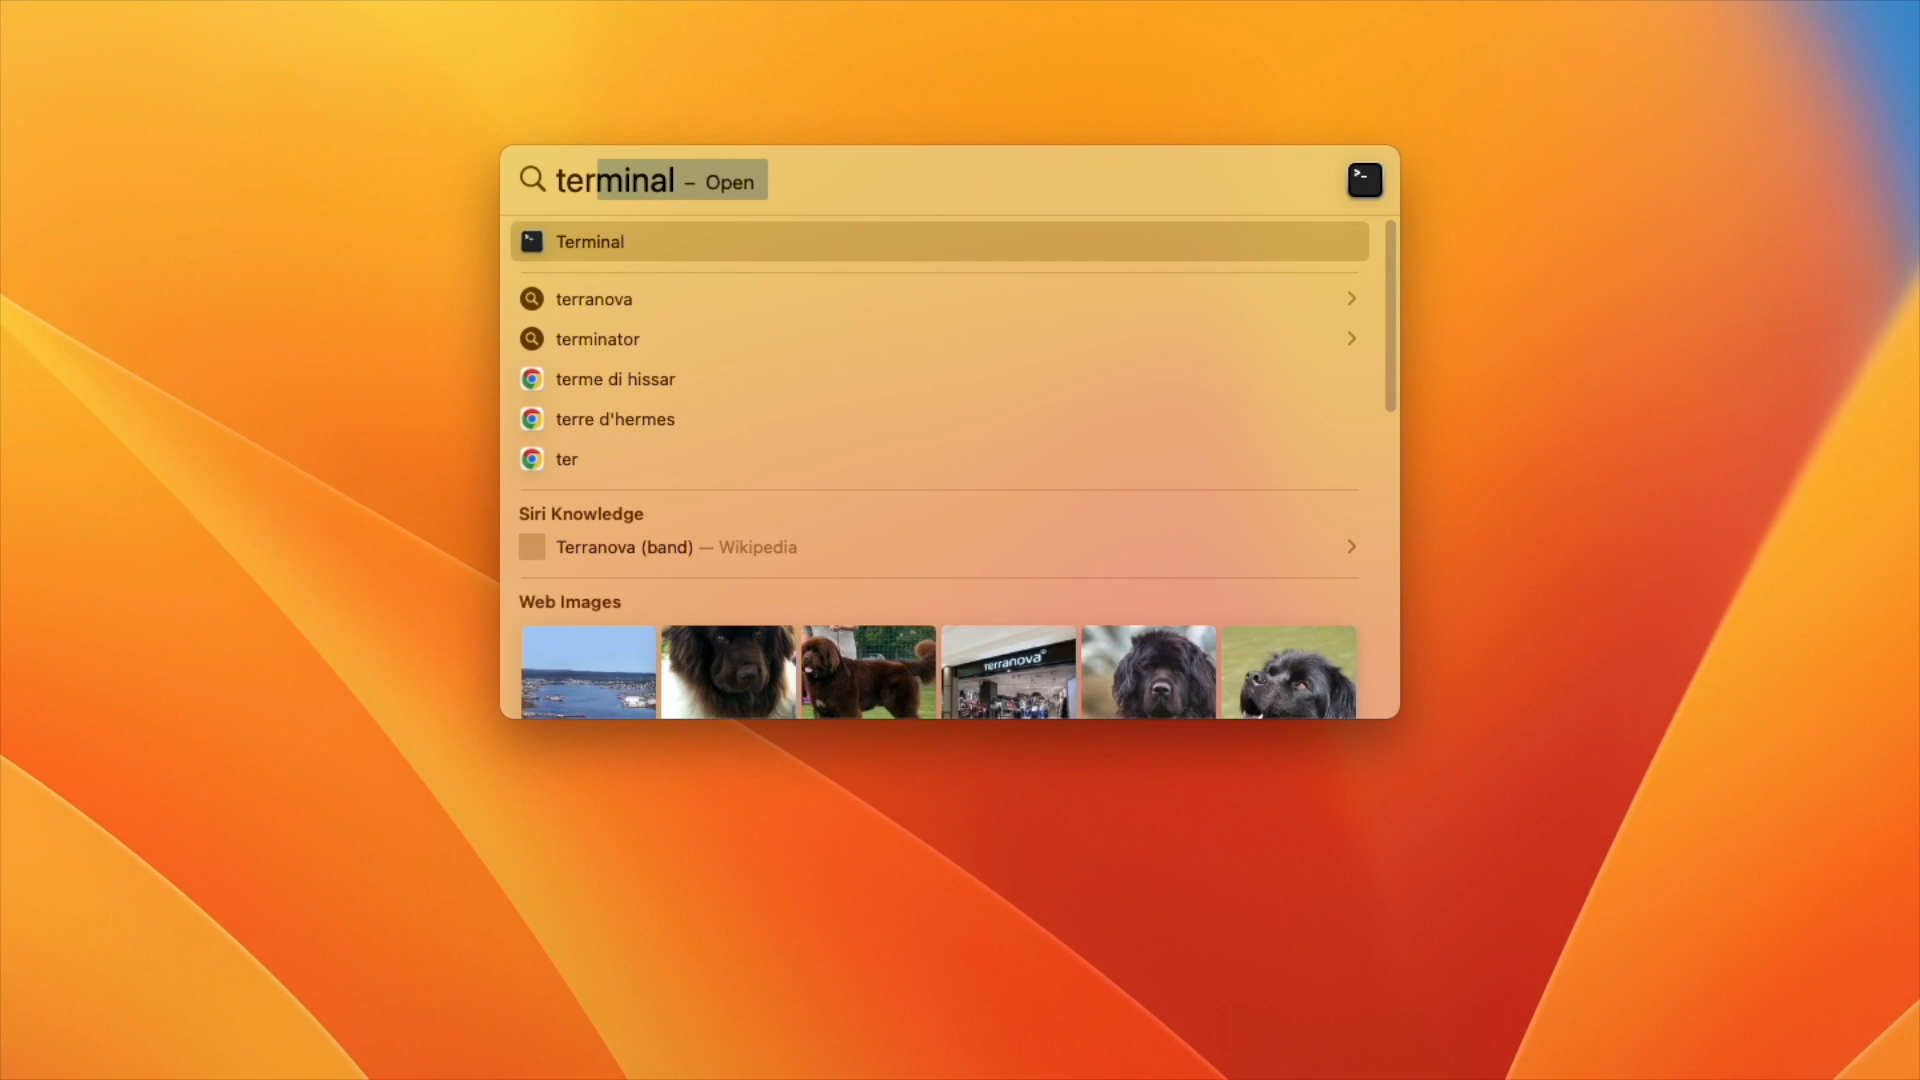 terminal – Open
Terminal
terranova
terminator
terme di hissar
terre d'hermes
ter
Siri Knowledge
Terranova (band) — Wikipedia
Web Images
terranova